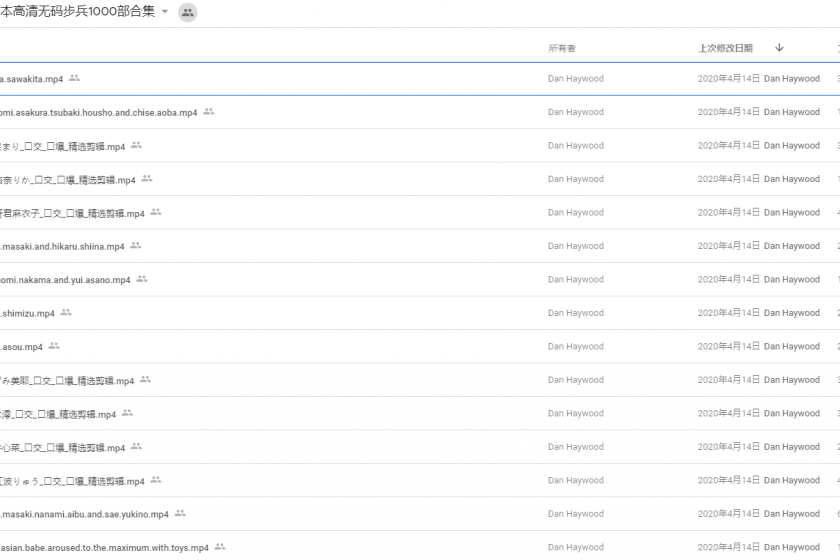 本高清无码步兵1000部合集
所有者 上次修改日期
a.sawakita.mp4 Dan Haywood 2020年4月14日 Dan Haywood
omi.asakura.tsubaki.housho.and.chise.aoba.mp4 Dan Haywood 2020年4月14日 Dan Haywood
まり_口交_口爆_精选剪辑.mp4 Dan Haywood 2020年4月14日 Dan Haywood
奈りか_口交_口爆_精选剪辑.mp4 Dan Haywood 2020年4月14日 Dan Haywood
君麻衣子_口交_口爆_精选剪辑.mp4 Dan Haywood 2020年4月14日 Dan Haywood
.masaki.and.hikaru.shiina.mp4 Dan Haywood 2020年4月14日 Dan Haywood
omi.nakama.and.yui.asano.mp4 Dan Haywood 2020年4月14日 Dan Haywood
.shimizu.mp4 Dan Haywood 2020年4月14日 Dan Haywood
.asou.mp4 Dan Haywood 2020年4月14日 Dan Haywood
み美耶_口交_口爆_精选剪辑.mp4 Dan Haywood 2020年4月14日 Dan Haywood
澪_口交_口爆_精选剪辑.mp4 Dan Haywood 2020年4月14日 Dan Haywood
心菜_口交_口爆_精选剪辑.mp4 Dan Haywood 2020年4月14日 Dan Haywood
波りゅう_口交_口爆_精选剪辑.mp4 Dan Haywood 2020年4月14日 Dan Haywood
.masaki.nanami.aibu.and.sae.yukino.mp4 Dan Haywood 2020年4月14日 Dan Haywood
asian.babe.aroused.to.the.maximum.with.toys.mp4 Dan Haywood 2020年4月14日 Dan Haywood